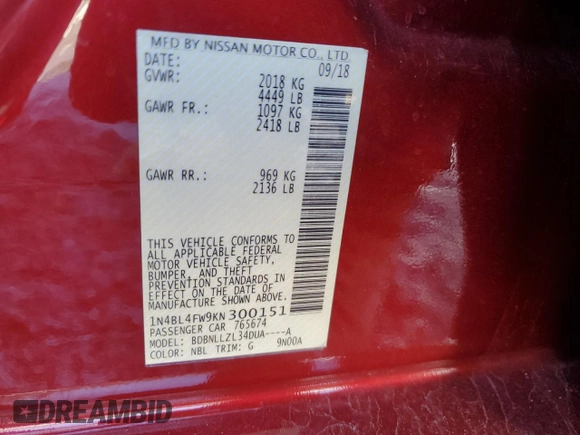 MFD BY NISSAN MOTOR CO., LTD
DATE: 09/18
GVWR: 2018 KG
4449 LB
GAWR FR.: 1097 KG
2418 LB
GAWR RR.: 969 KG
2136 LB
THIS VEHICLE CONFORMS TO
ALL APPLICABLE FEDERAL
MOTOR VEHICLE SAFETY,
BUMPER, AND THEFT
PREVENTION STANDARDS IN
EFFECT ON THE DATE OF
MANUFACTURE SHOWN ABOVE.
1N4BL4FW9KN300151
PASSENGER CAR 765674
MODEL: BDBNLLZL34DUA----A
COLOR: NBL TRIM: G 9N00A
DREAMBID